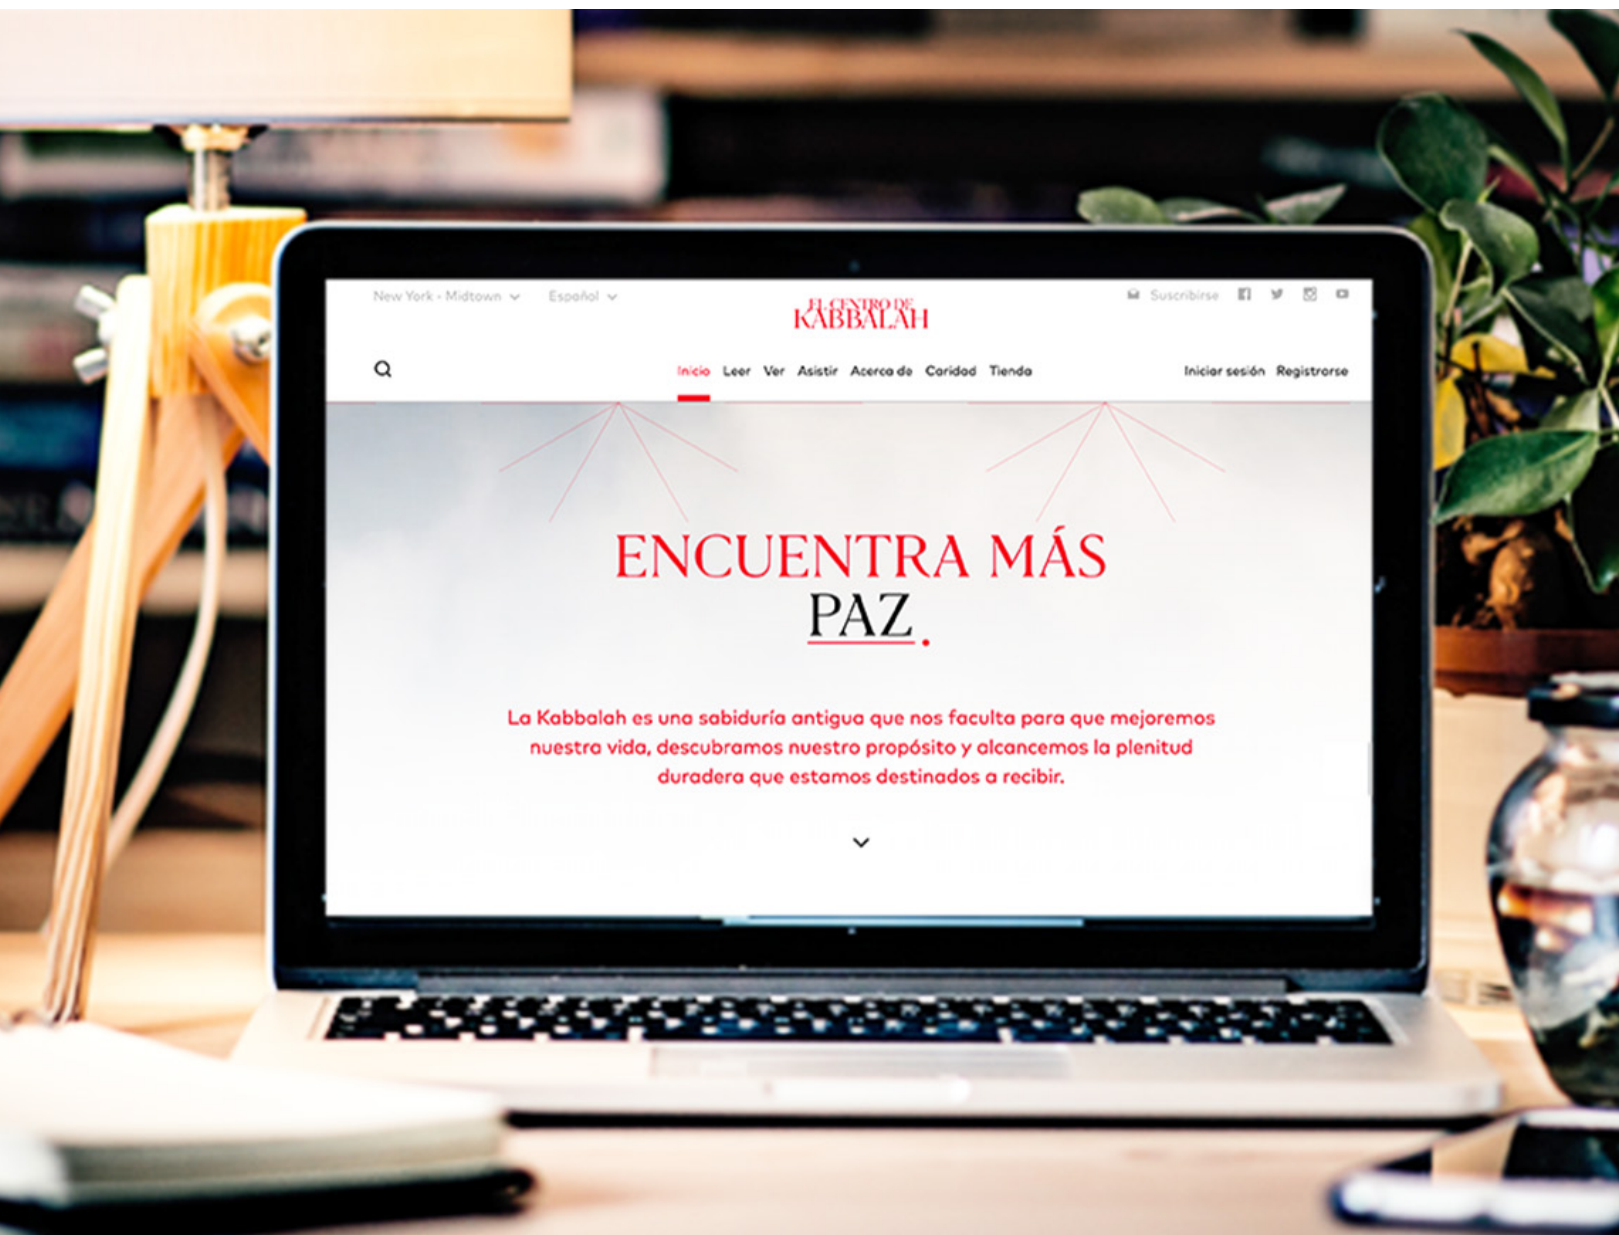 New York - Midtown
Español
Suscribirse
EL CENTRO DE
KABBALAH
Inicio Leer Ver Asistir Acerca de Caridad Tienda
Iniciar sesión Registrarse
ENCUENTRA MÁS
PAZ.
La Kabbalah es una sabiduría antigua que nos faculta para que mejoremos
nuestra vida, descubramos nuestro propósito y alcancemos la plenitud
duradera que estamos destinados a recibir.